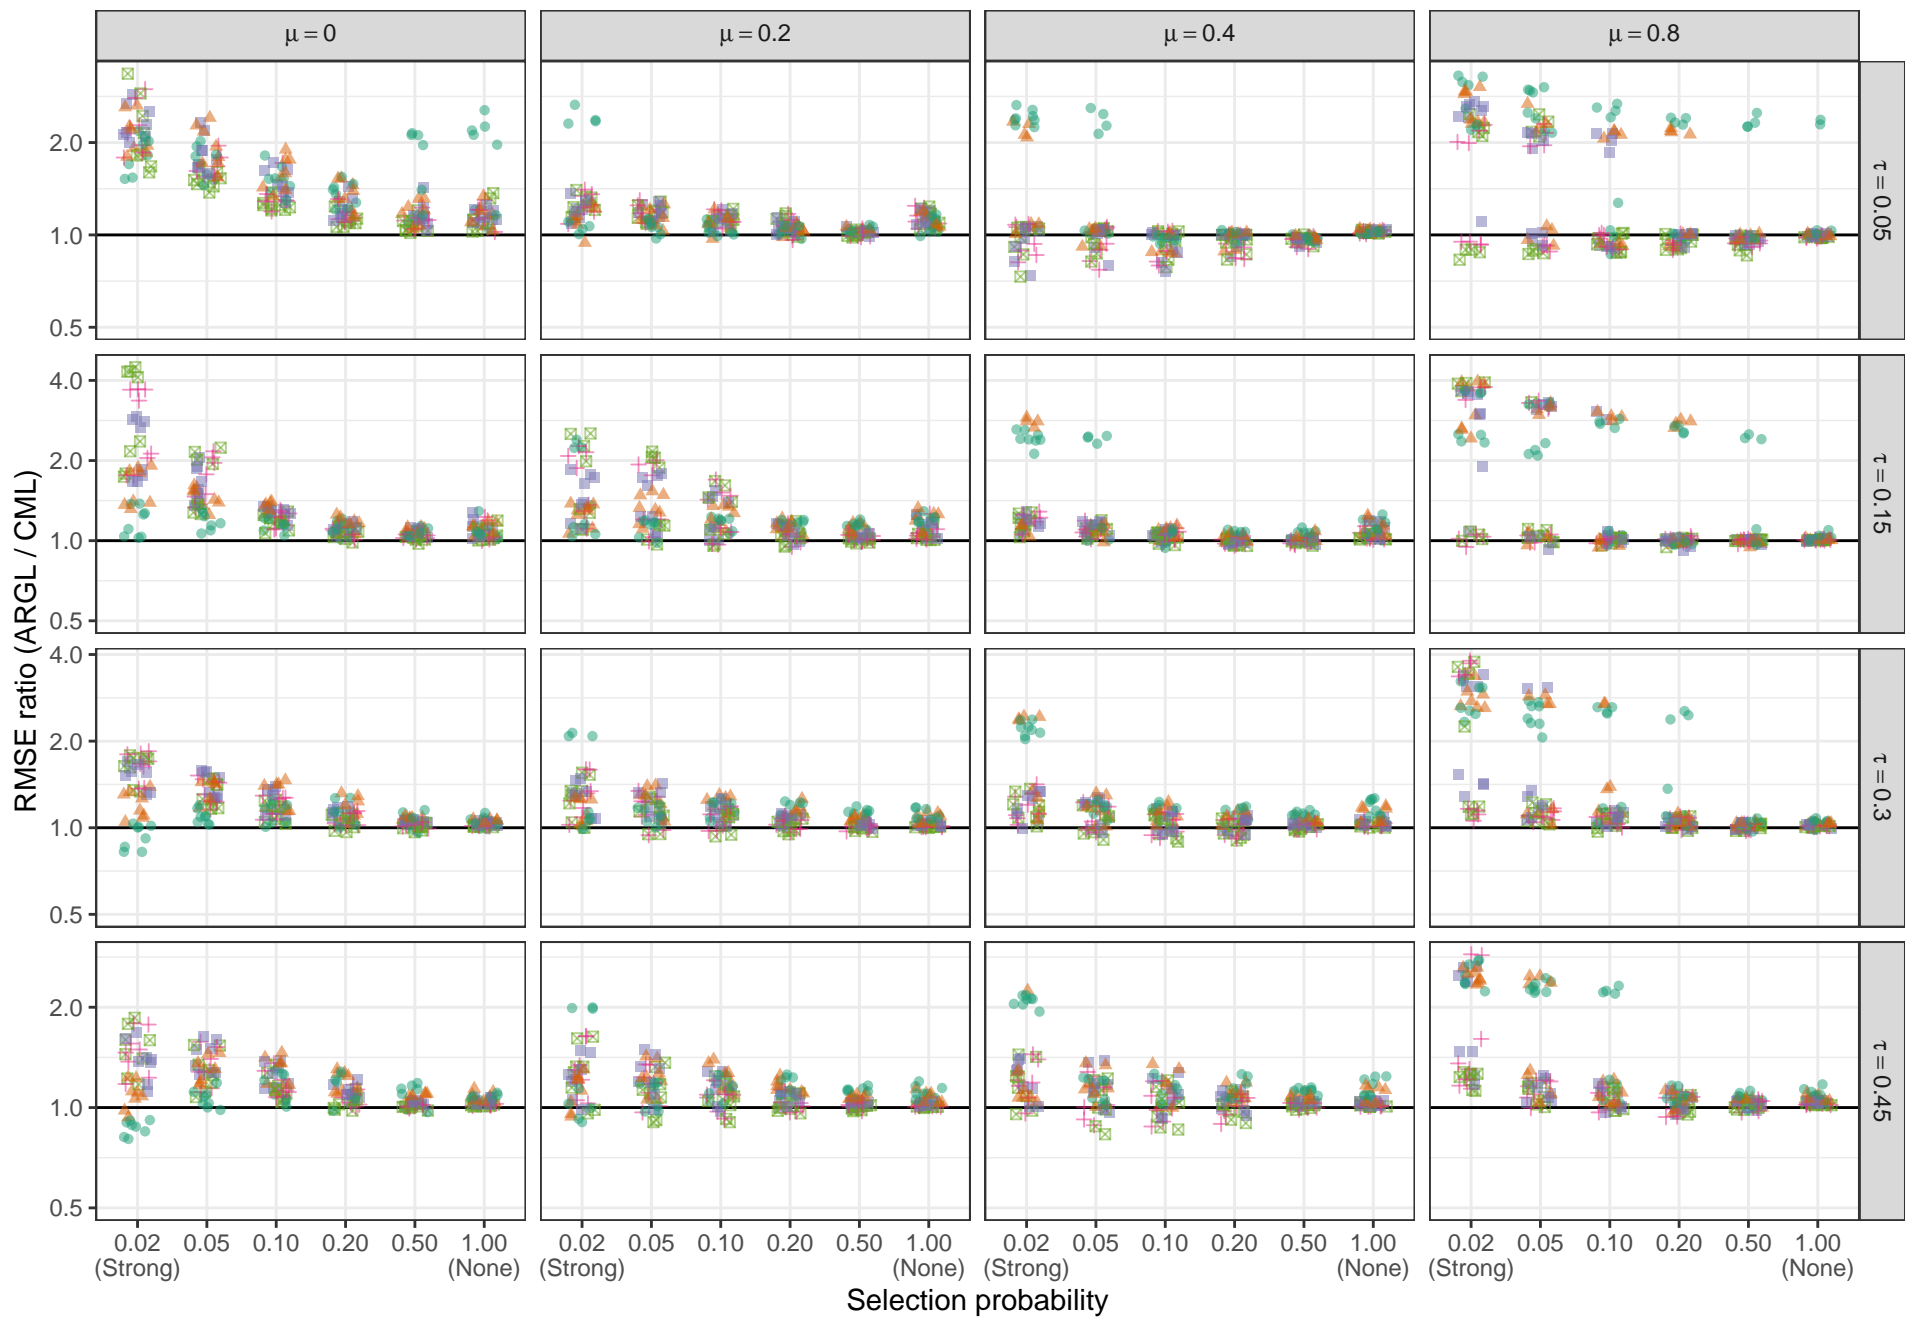 μ = 0
μ = 0.2
μ = 0.4
μ = 0.8
RMSE ratio (ARGL / CML)
2.0
1.0
0.5
τ = 0.05
4.0
2.0
1.0
0.5
τ = 0.15
4.0
2.0
1.0
0.5
τ = 0.3
2.0
1.0
0.5
τ = 0.45
0.02 0.05 0.10 0.20 0.50 1.00 0.02 0.05 0.10 0.20 0.50 1.00 0.02 0.05 0.10 0.20 0.50 1.00 0.02 0.05 0.10 0.20 0.50 1.00
(Strong) (None) (Strong) (None) (Strong) (None) (Strong) (None)
Selection probability